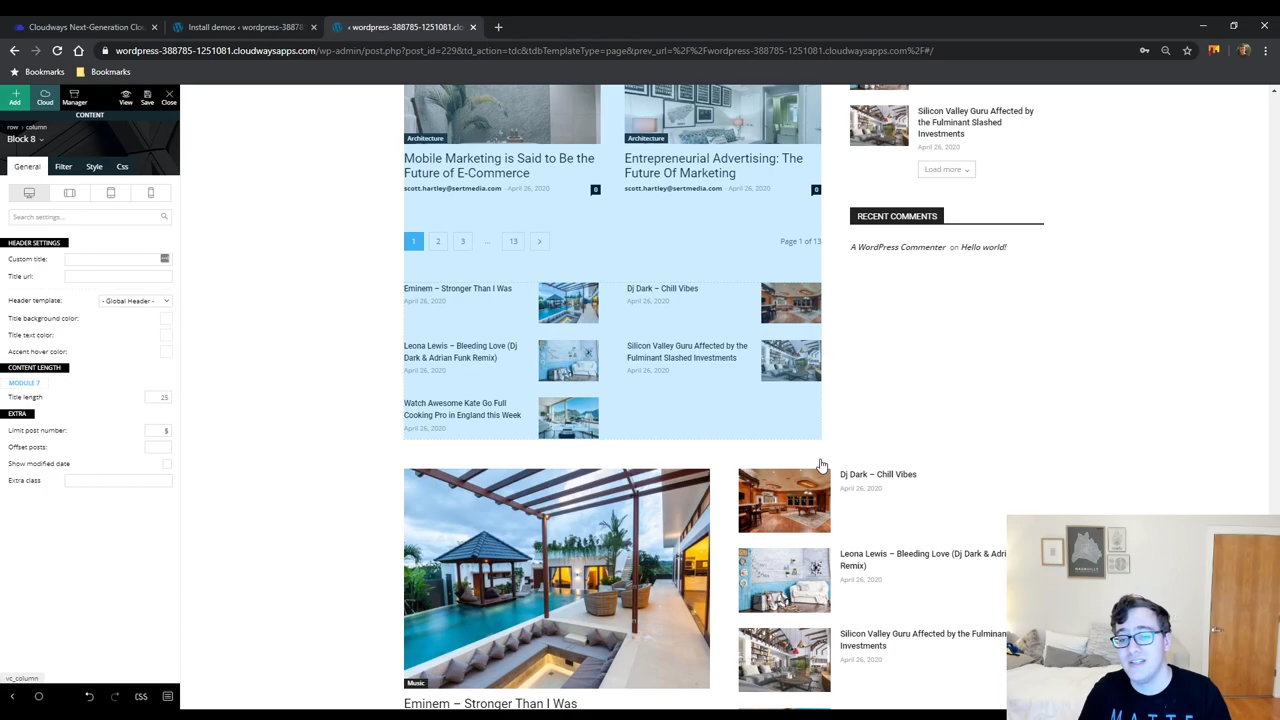 Cloudways Next-Gen Application
Install demos ‹ wordpress-3887
• wordpress-388785-1251081.clo
wordpress-388785-1251081.cloudwaysapps.com/wp-admin/post.php?post_id=229&td_action=tdc&tdbTemplateType=page&prev_url=%2F%2Fwordpress-388785-1251081.cloudwaysapps.com%2F#/
Bookmarks
Bookmarks
Add
Cloud
Manager
View
Save
Close
CONTENT
row › column
Block 8
General
Filter
Style
Css
Search settings...
HEADER SETTINGS
Custom title:
Title url:
Header template:
- Global Header -
Title background color:
Title text color:
Accent hover color:
CONTENT LENGTH
MODULE 7
Title length
25
EXTRA
Limit post number:
Offset posts:
Show modified date
Extra class
vc_column
CSS
Architecture
Mobile Marketing is Said to Be the
Future of E-Commerce
scott.hartley@sertmedia.com - April 26, 2020
0
Architecture
Entrepreneurial Advertising: The
Future Of Marketing
scott.hartley@sertmedia.com - April 26, 2020
0
1
2
3
...
13
Page 1 of 13
Eminem – Stronger Than I Was
April 26, 2020
Dj Dark – Chill Vibes
April 26, 2020
Leona Lewis – Bleeding Love (Dj
Dark & Adrian Funk Remix)
April 26, 2020
Silicon Valley Guru Affected by the
Fulminant Slashed Investments
April 26, 2020
Watch Awesome Kate Go Full
Cooking Pro in England this Week
April 26, 2020
Silicon Valley Guru Affected by
the Fulminant Slashed
Investments
April 26, 2020
Load more
RECENT COMMENTS
A WordPress Commenter on Hello world!
Music
Eminem – Stronger Than I Was
Dj Dark – Chill Vibes
April 26, 2020
Leona Lewis – Bleeding Love (Dj Dark & Adri
Remix)
April 26, 2020
Silicon Valley Guru Affected by the Fulminan
Investments
April 26, 2020
MATTE